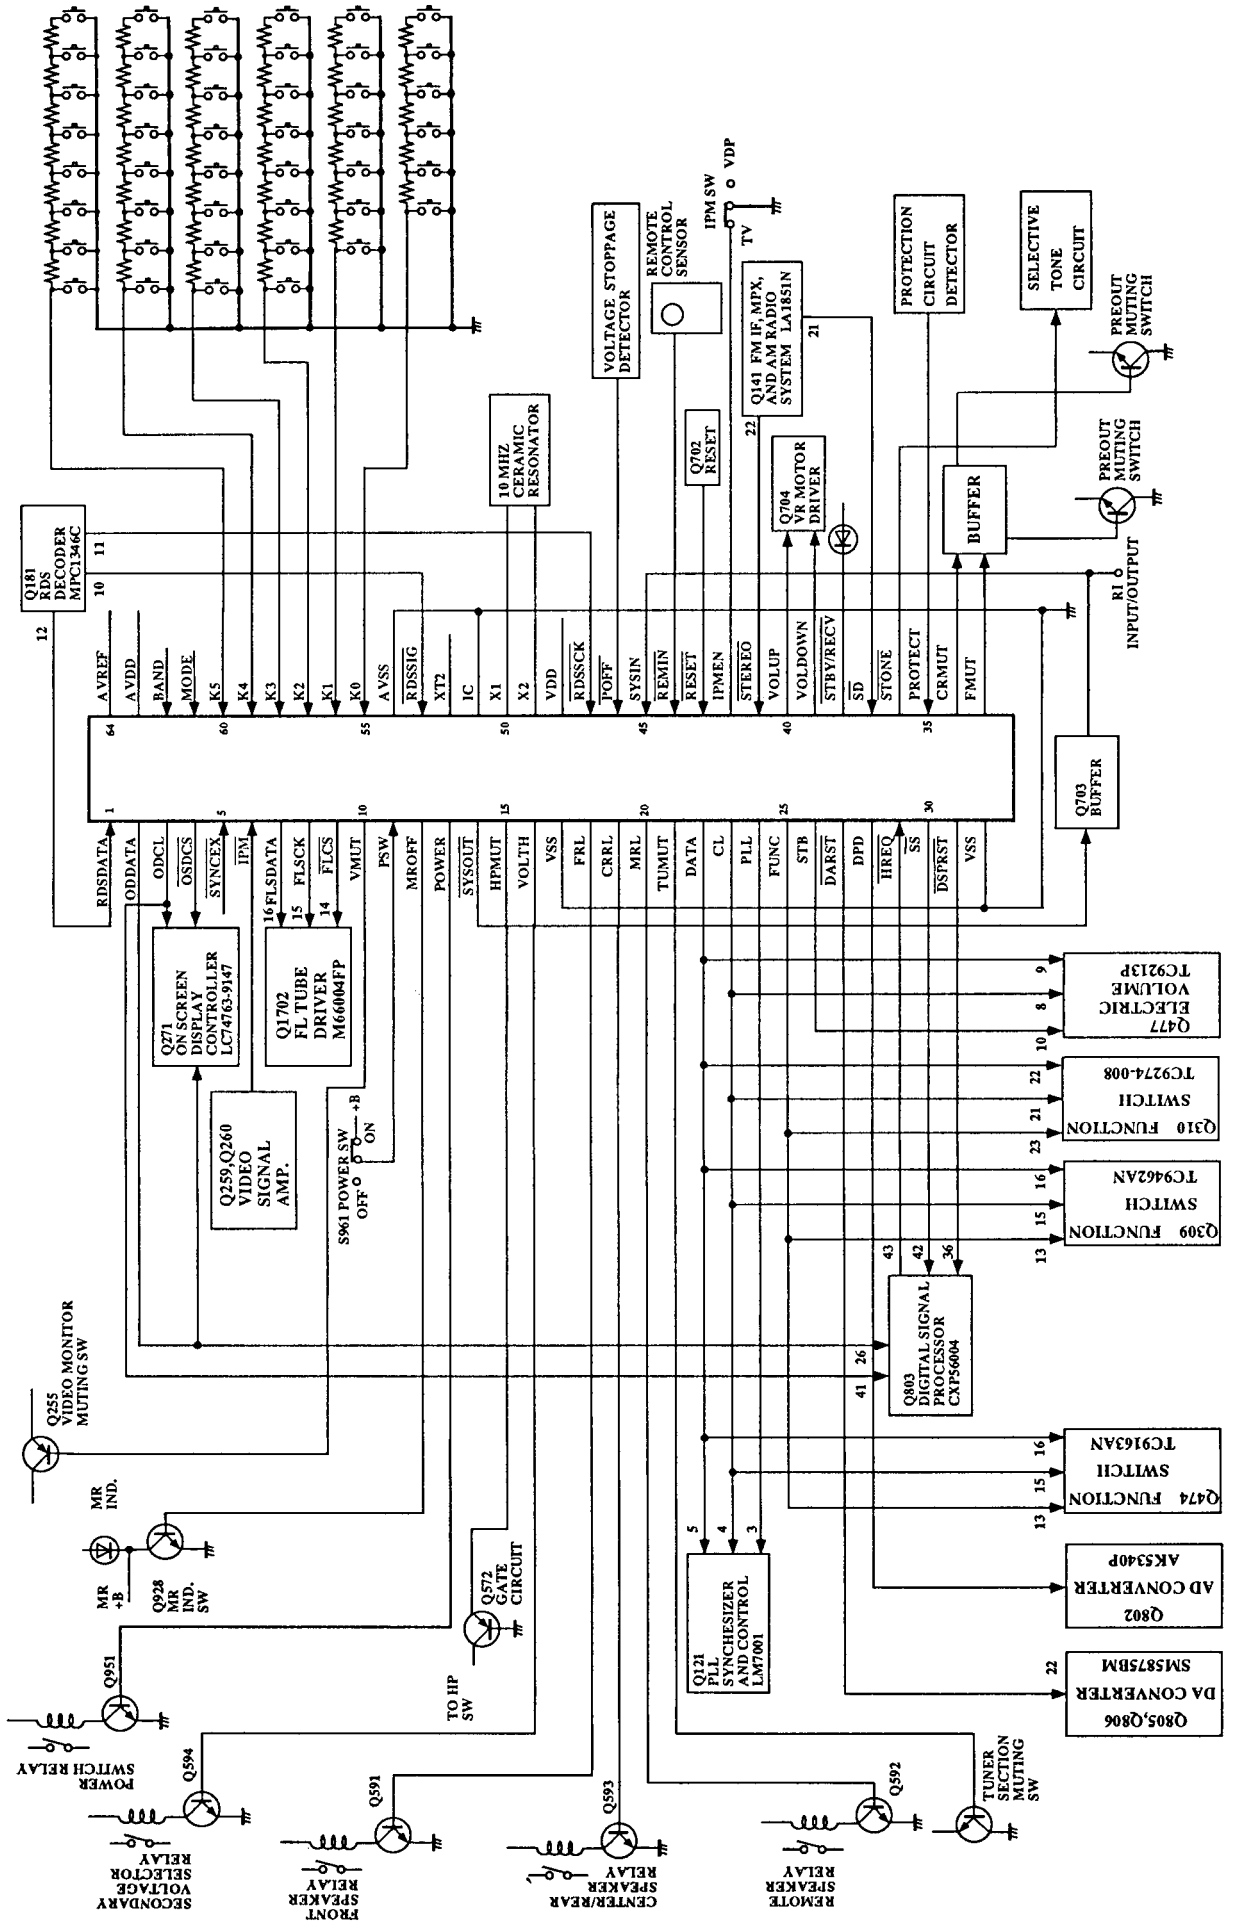 Q181
RDS
DECODER
MPC1346C
12
10
11
10 MHZ
CERAMIC
RESONATOR
VOLTAGE STOPPAGE
DETECTOR
REMOTE
CONTROL
SENSOR
Q702
RESET
IPM SW
TV
VDP
Q141 FM IF, MPX,
AND AM RADIO
SYSTEM LA1851N
22
21
Q704
VR MOTOR
DRIVER
PROTECTION
CIRCUIT
DETECTOR
SELECTIVE
TONE
CIRCUIT
BUFFER
PREOUT
MUTING
SWITCH
PREOUT
MUTING
SWITCH
RI
INPUT/OUTPUT
Q703
BUFFER
AVREF
AVDD
BAND
MODE
K5
K4
K3
K2
K1
K0
AVSS
RDSSIG
XT2
IC
X1
X2
VDD
RDSSCK
POFF
SYSIN
REMIN
RESET
IPMEN
STEREO
VOLUP
VOLDOWN
STBY/RECV
SD
STONE
PROTECT
CRMUT
FMUT
64
60
55
50
45
40
35
1
5
10
15
20
25
30
RDSDATA
ODDATA
ODCL
OSDCS
SYNCEX
IPM
FLSDATA
FLSCK
FLCS
VMUT
PSW
MROFF
POWER
SYSOUT
HPMUT
VOLTH
VSS
FRL
CRRL
MRL
TUMUT
DATA
CL
PLL
FUNC
STB
DARST
DPD
HREQ
SS
DSPRST
VSS
Q271
ON SCREEN
DISPLAY
CONTROLLER
LC74763-9147
16
15
14
Q1702
FL TUBE
DRIVER
M66004FP
Q259,Q260
VIDEO
SIGNAL
AMP.
S961 POWER SW
OFF
ON
+B
Q255
VIDEO MONITOR
MUTING SW
MR
IND.
MR
+B
Q928
MR
IND.
SW
Q572
GATE
CIRCUIT
TO HP
SW
Q951
POWER
SWITCH RELAY
Q594
SECONDARY
VOLTAGE
SELECTOR
RELAY
Q591
FRONT
SPEAKER
RELAY
Q593
CENTER/REAR
SPEAKER
RELAY
Q592
REMOTE
SPEAKER
RELAY
TUNER
SECTION
MUTING
SW
5
4
3
Q121
PLL
SYNCHESIZER
AND CONTROL
LM7001
43
42
36
26
41
Q803
DIGITAL SIGNAL
PROCESSOR
CXP56004
9
8
10
Q477
ELECTRIC
VOLUME
TC9213P
22
21
23
Q310 FUNCTION
SWITCH
TC9274-008
16
15
13
Q309 FUNCTION
SWITCH
TC9462AN
16
15
13
Q474 FUNCTION
SWITCH
TC9163AN
Q802
AD CONVERTER
AK5340P
22
Q805,Q806
DA CONVERTER
SM5875BM